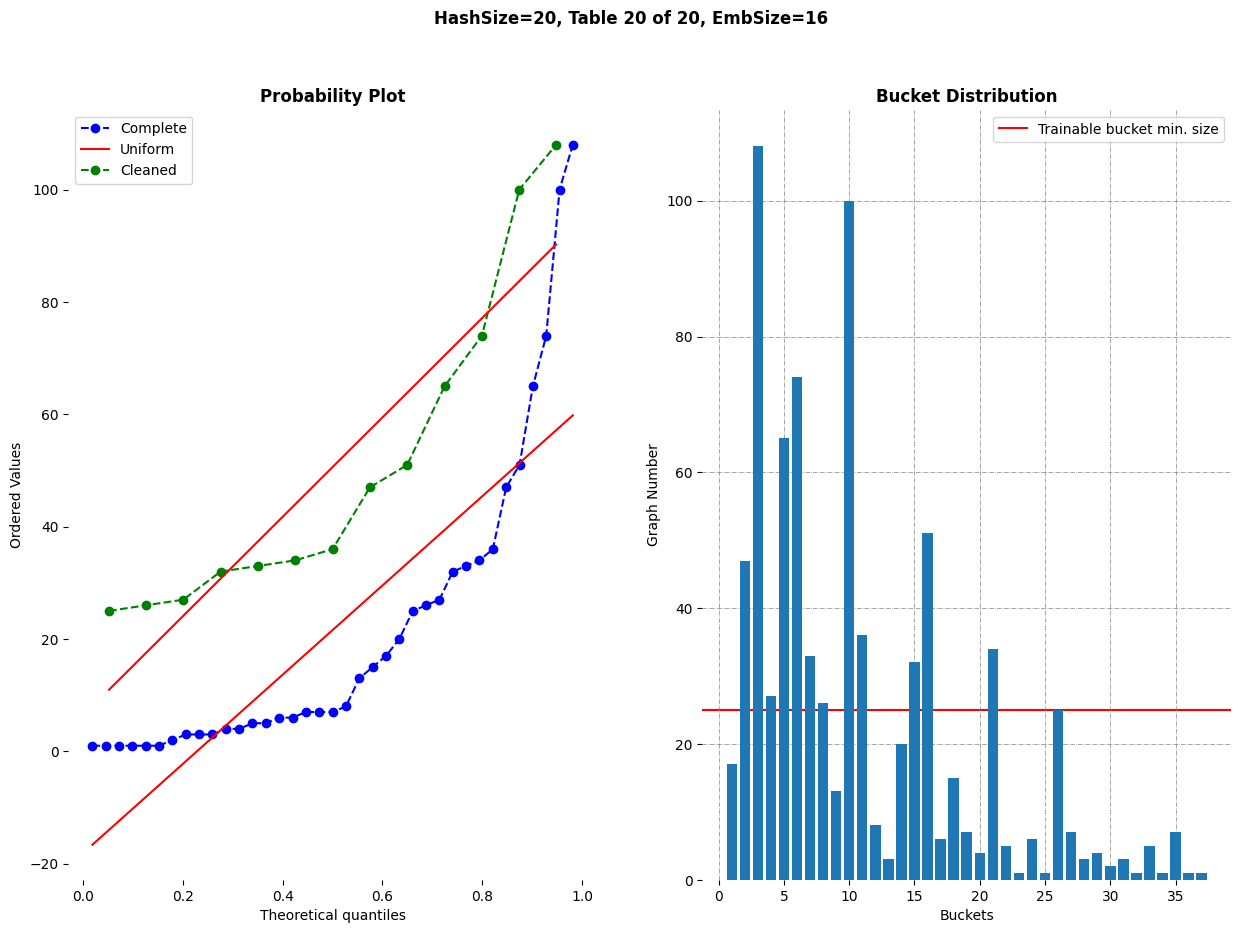 HashSize=20, Table 20 of 20, EmbSize=16
Probability Plot
Complete
Uniform
Cleaned
Ordered Values
100
80
60
40
20
0
−20
0.0 0.2 0.4 0.6 0.8 1.0
Theoretical quantiles
Bucket Distribution
Trainable bucket min. size
Graph Number
100
80
60
40
20
0
0 5 10 15 20 25 30 35
Buckets